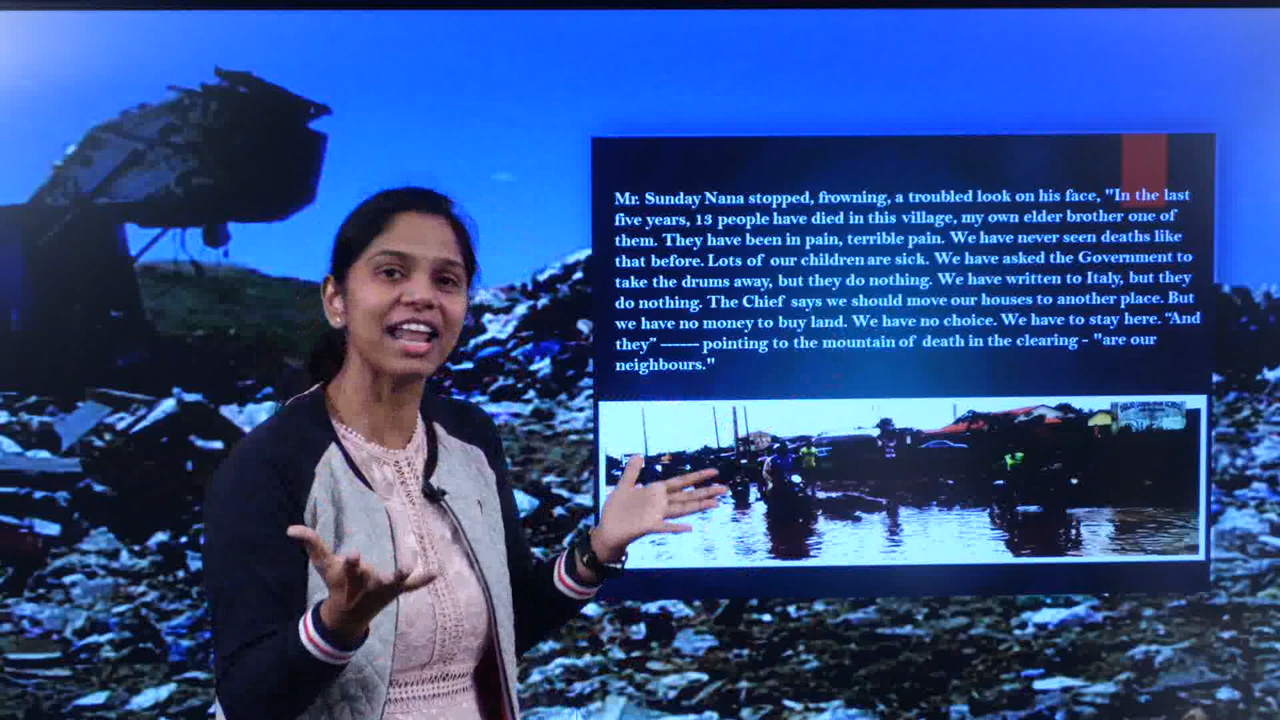 Mr. Sunday Nana stopped, frowning, a troubled look on his face, "In the last
five years, 13 people have died in this village, my own elder brother one of
them. They have been in pain, terrible pain. We have never seen deaths like
that before. Lots of our children are sick. We have asked the Government to
take the drums away, but they do nothing. We have written to Italy, but they
do nothing. The Chief says we should move our houses to another place. But
we have no money to buy land. We have no choice. We have to stay here. “And
they” ------ pointing to the mountain of death in the clearing - "are our
neighbours."